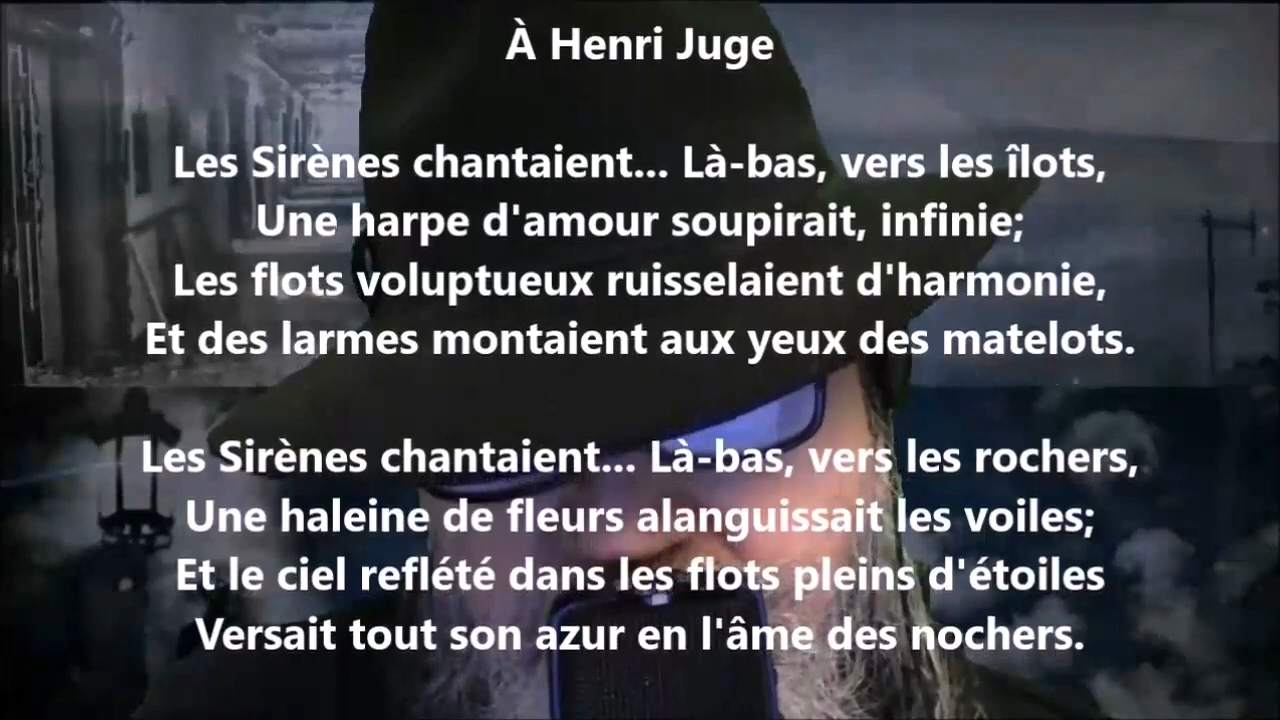 À Henri Juge
Les Sirènes chantaient... Là-bas, vers les îlots,
Une harpe d'amour soupirait, infinie;
Les flots voluptueux ruisselaient d'harmonie,
Et des larmes montaient aux yeux des matelots.
Les Sirènes chantaient... Là-bas, vers les rochers,
Une haleine de fleurs alanguissait les voiles;
Et le ciel reflété dans les flots pleins d'étoiles
Versait tout son azur en l'âme des nochers.